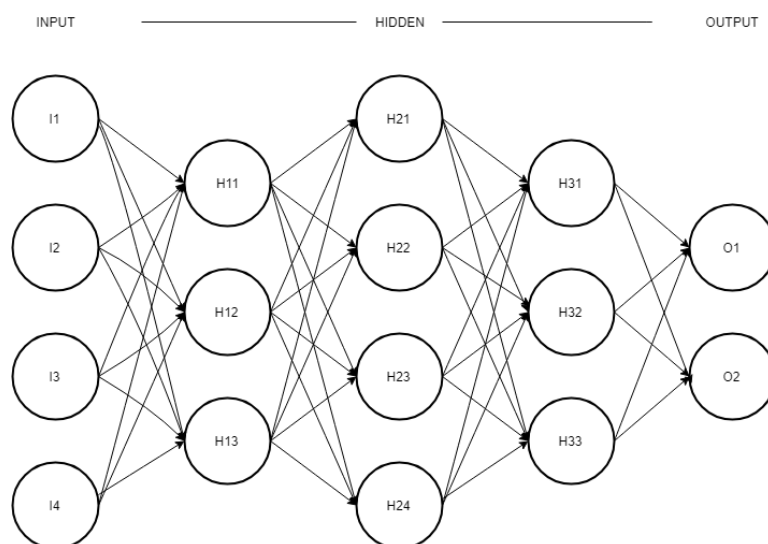 INPUT HIDDEN OUTPUT
I1
H21
H11
H31
I2
H22
O1
H12
H32
I3
H23
O2
H13
H33
I4
H24